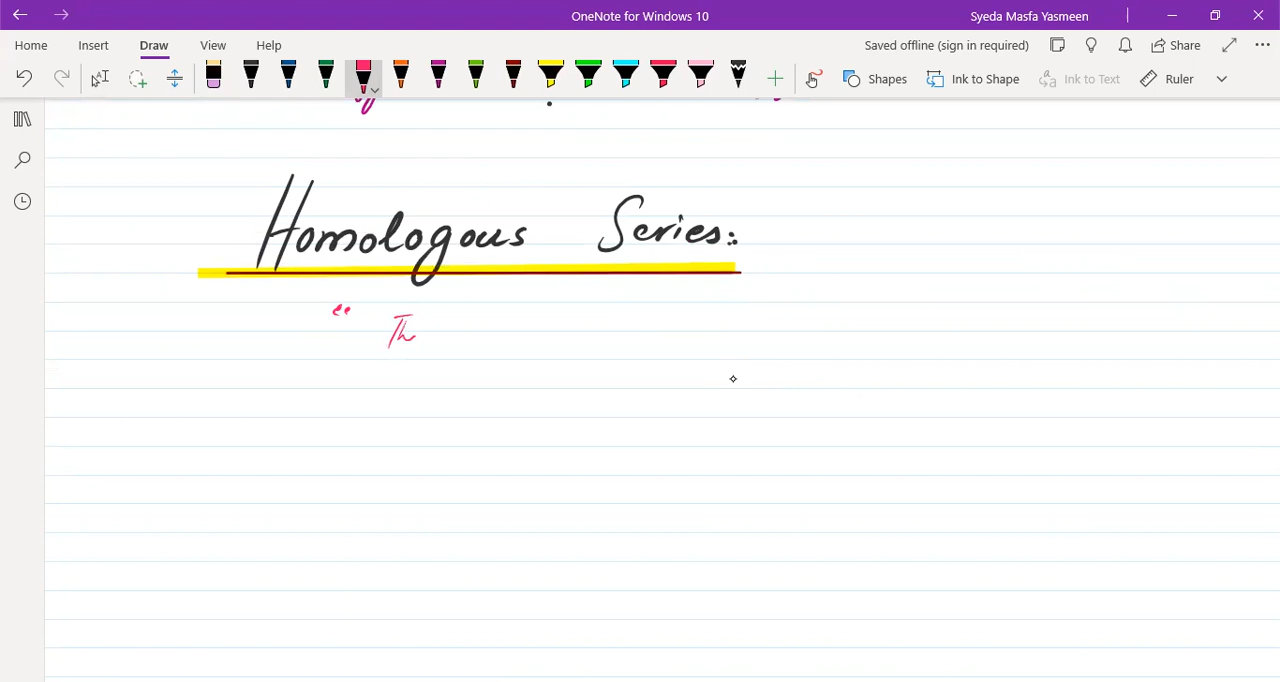 OneNote for Windows 10
Syeda Masfa Yasmeen
Home Insert Draw View Help
Saved offline (sign in required) Share
Shapes Ink to Shape Ink to Text Ruler
Homologous Series:
“ Th